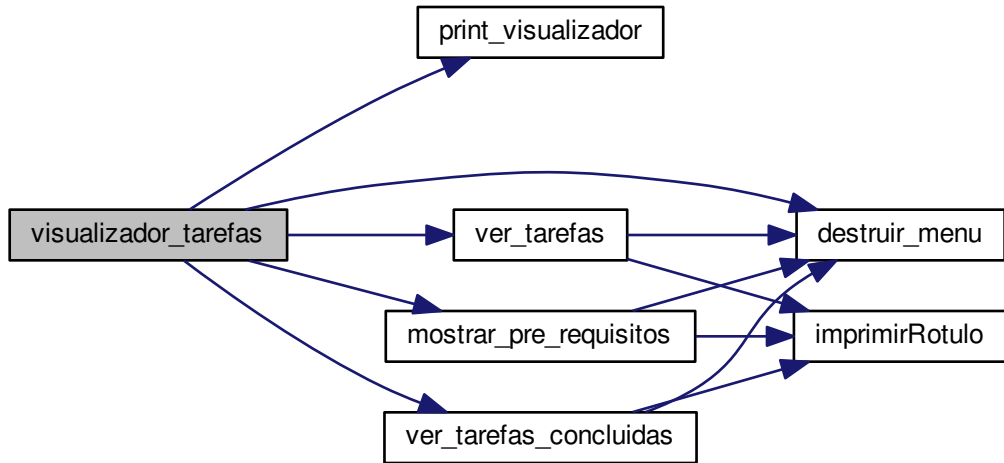 print_visualizador
visualizador_tarefas
ver_tarefas
destruir_menu
mostrar_pre_requisitos
imprimirRotulo
ver_tarefas_concluidas